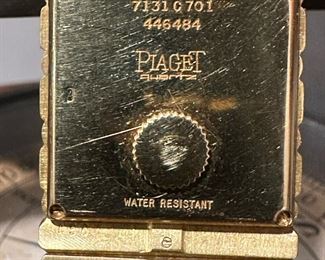 7131 C 701
446484
PIAGET
quartz
WATER RESISTANT